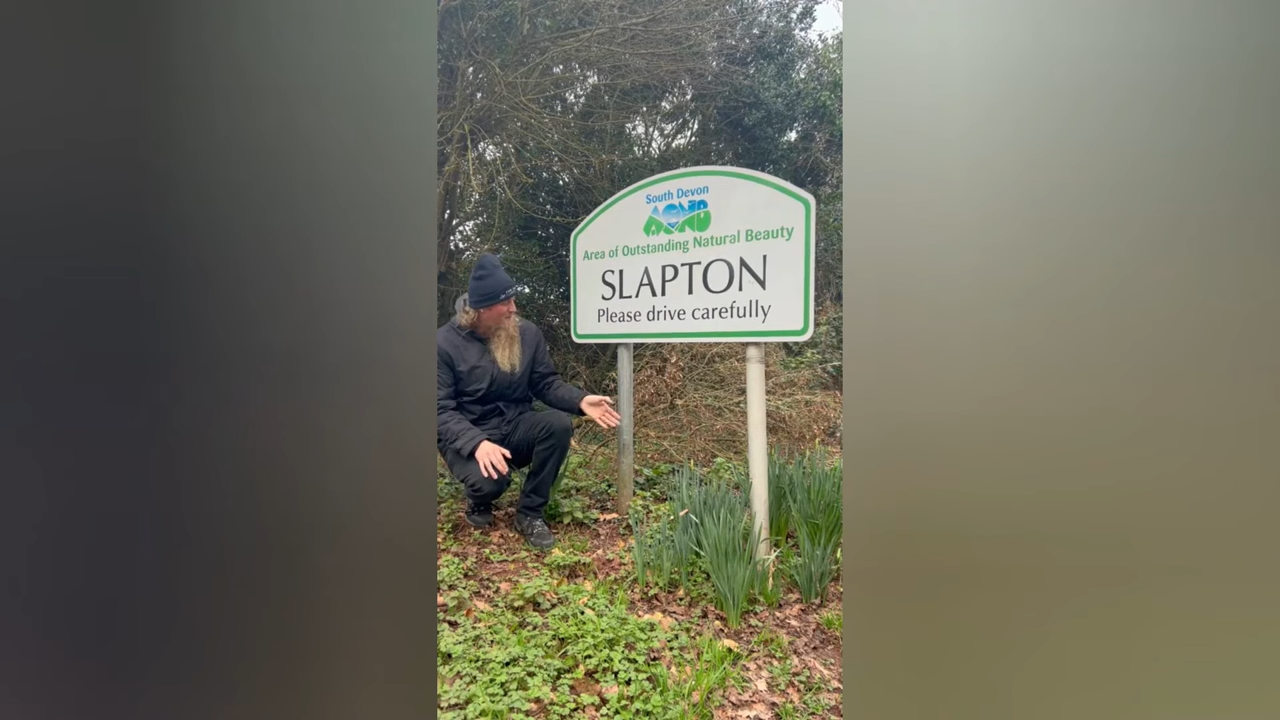 South Devon
AONB
Area of Outstanding Natural Beauty
SLAPTON
Please drive carefully